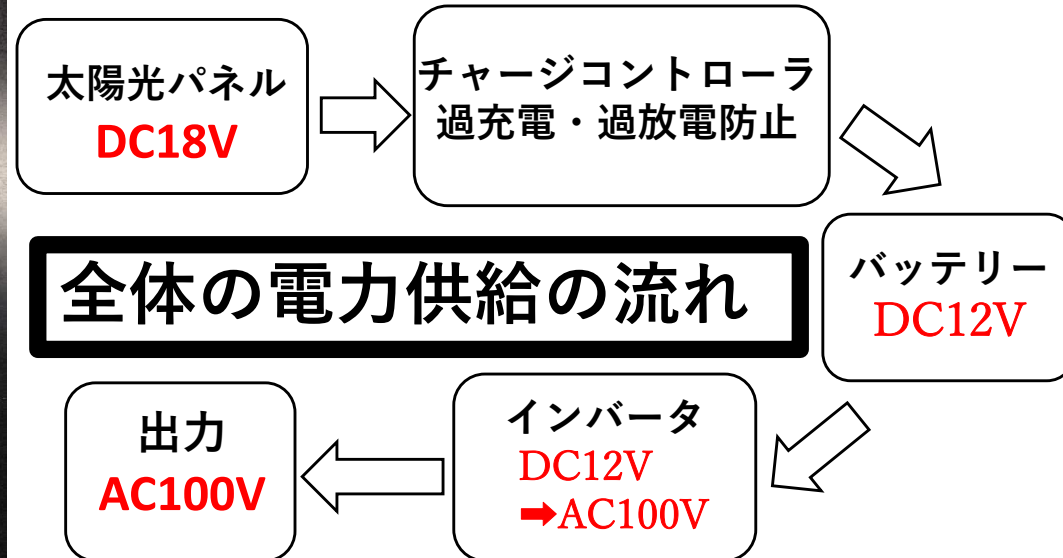 太陽光パネル
DC18V
チャージコントローラ
過充電・過放電防止
バッテリー
DC12V
全体の電力供給の流れ
インバータ
DC12V
➡AC100V
出力
AC100V